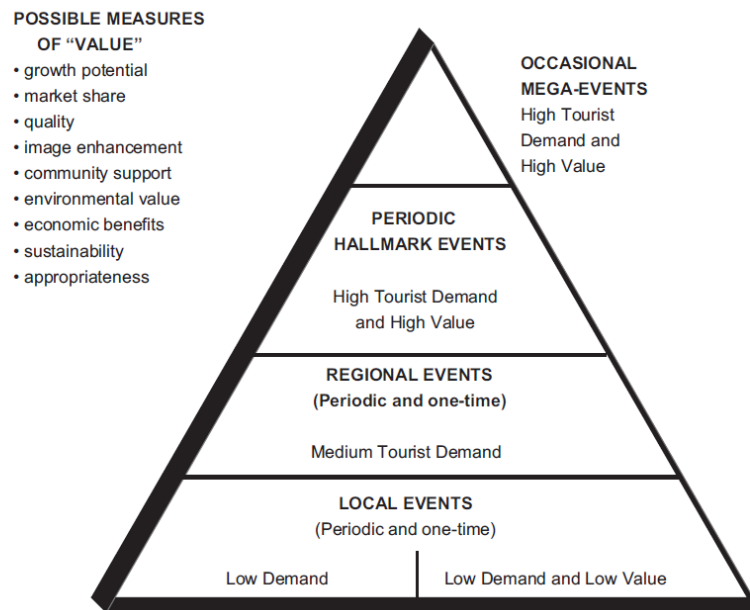 POSSIBLE MEASURES
OF “VALUE”
• growth potential
• market share
• quality
• image enhancement
• community support
• environmental value
• economic benefits
• sustainability
• appropriateness
OCCASIONAL
MEGA-EVENTS
High Tourist
Demand and
High Value
PERIODIC
HALLMARK EVENTS
High Tourist Demand
and High Value
REGIONAL EVENTS
(Periodic and one-time)
Medium Tourist Demand
LOCAL EVENTS
(Periodic and one-time)
Low Demand
Low Demand and Low Value